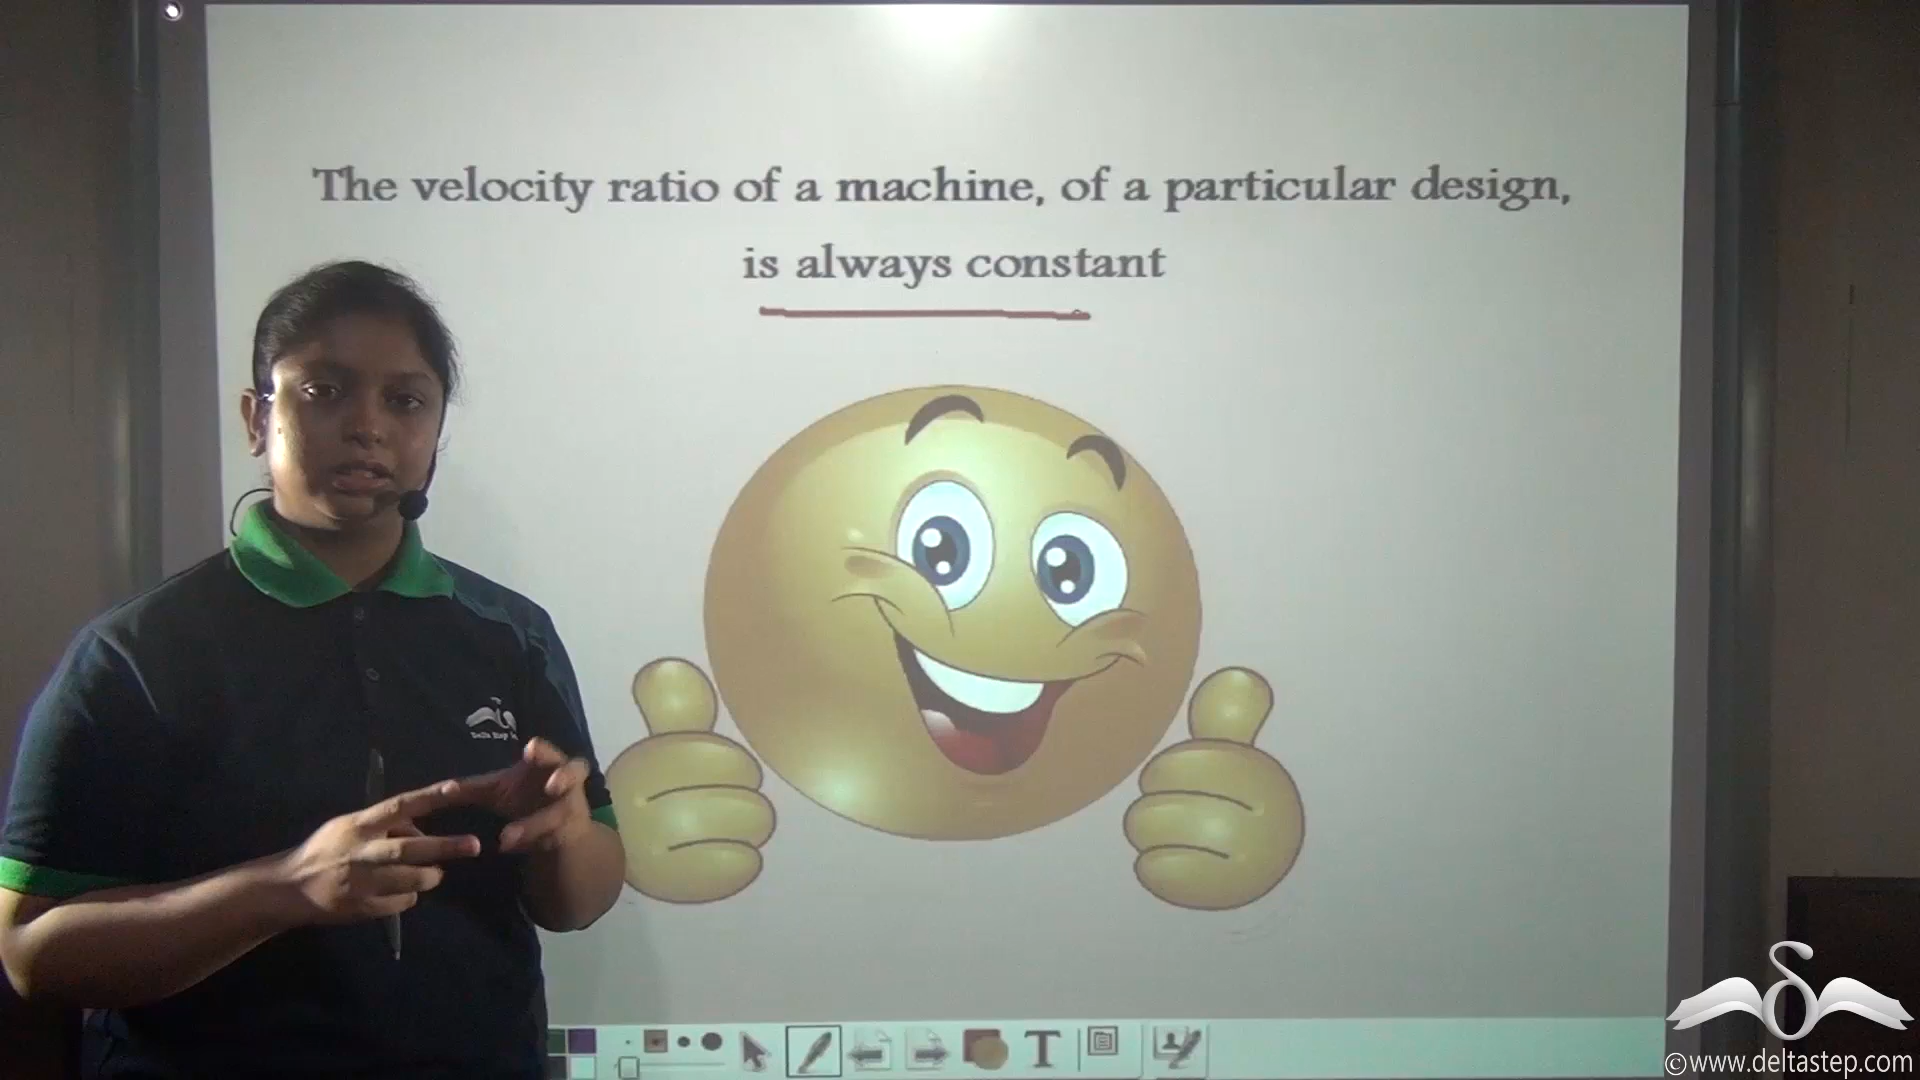 The velocity ratio of a machine, of a particular design,
is always constant
T
©www.deltastep.com